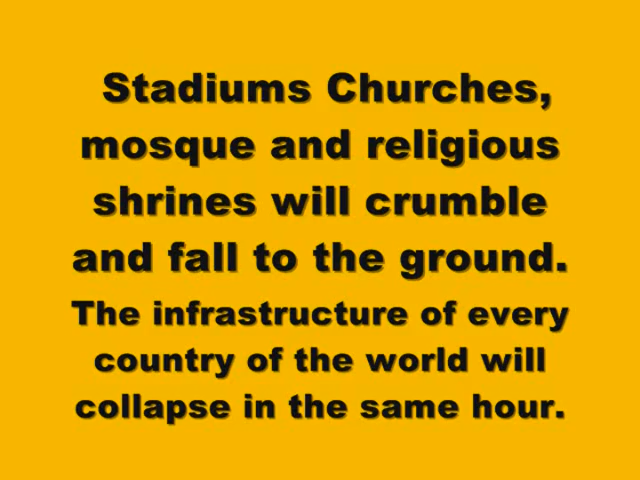 Stadiums Churches,
mosque and religious
shrines will crumble
and fall to the ground.
The infrastructure of every
country of the world will
collapse in the same hour.